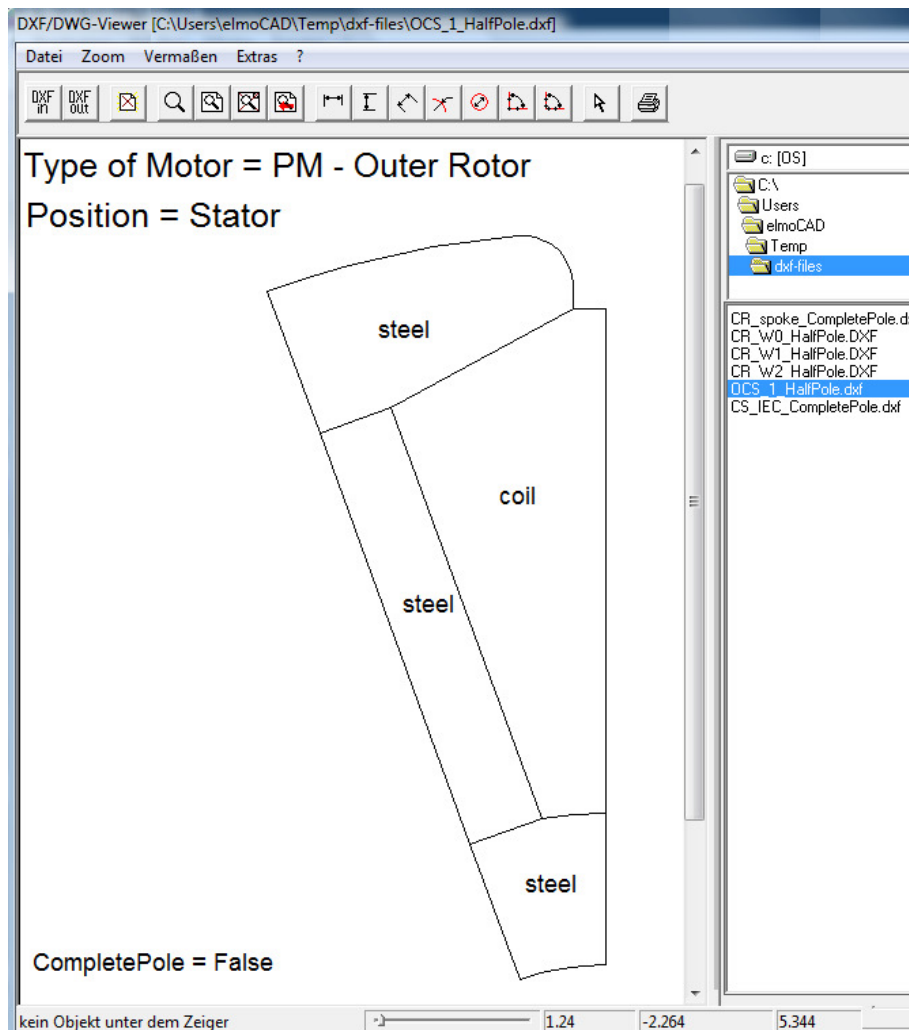 DXF/DWG-Viewer [C:\Users\elmoCAD\Temp\dxf-files\OCS_1_HalfPole.dxf]
Datei Zoom Vermaßen Extras ?
DXF in DXF out
Type of Motor = PM - Outer Rotor
Position = Stator
steel
coil
steel
steel
CompletePole = False
c: [OS]
C:\
Users
elmoCAD
Temp
dxf-files
CR_spoke_CompletePole.d
CR_W0_HalfPole.DXF
CR_W1_HalfPole.DXF
CR_W2_HalfPole.DXF
OCS_1_HalfPole.dxf
CS_IEC_CompletePole.dxf
kein Objekt unter dem Zeiger 1.24 -2.264 5.344